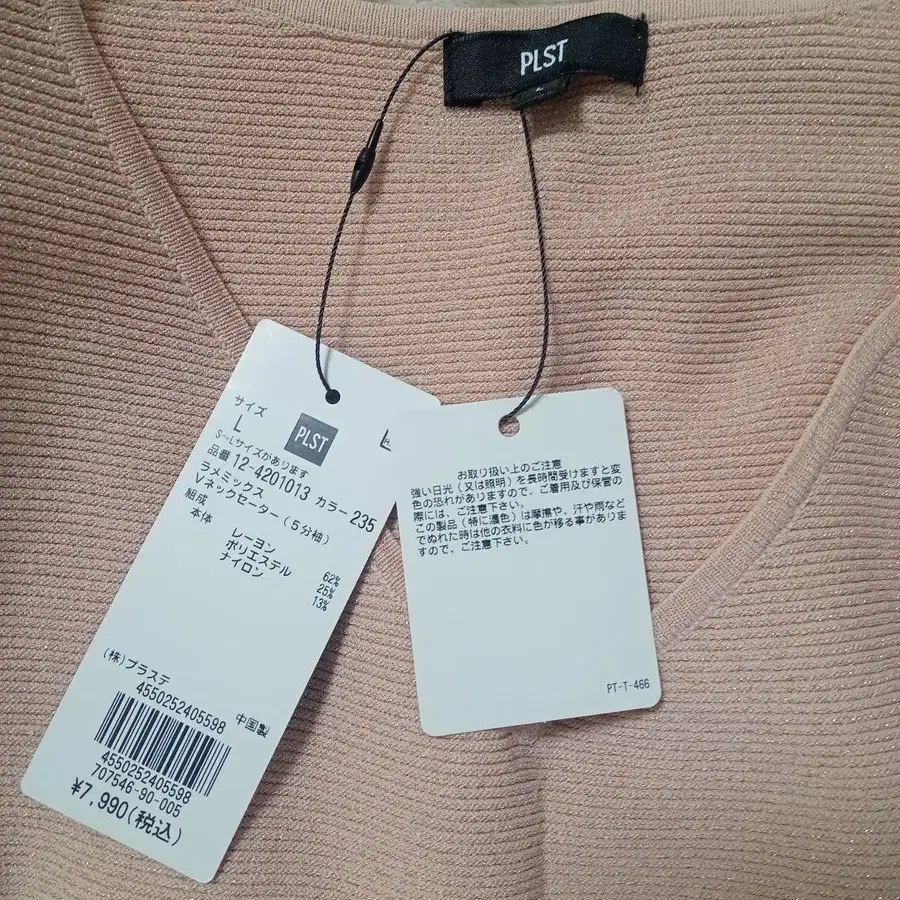 PLST
L
サイズ
L
PLST
S～Lサイズがあります
品番 12-4201013 カラー 235
ラメミックス
Vネックセーター(5分袖)
組成
本体
レーヨン 62%
ポリエステル 25%
ナイロン 13%
(株)プラステ
4550252405598
中国製
4550252405598
707546-90-005
¥7,990(税込)
お取り扱い上のご注意
強い日光(又は照明)を長時間受けますと変
色の恐れがありますので、ご着用及び保管の
際には、ご注意下さい。
この製品(特に濃色)は摩擦や、汗や雨など
でぬれた時は他の衣料に色が移る事がありま
すので、ご注意下さい。
PT-T-466